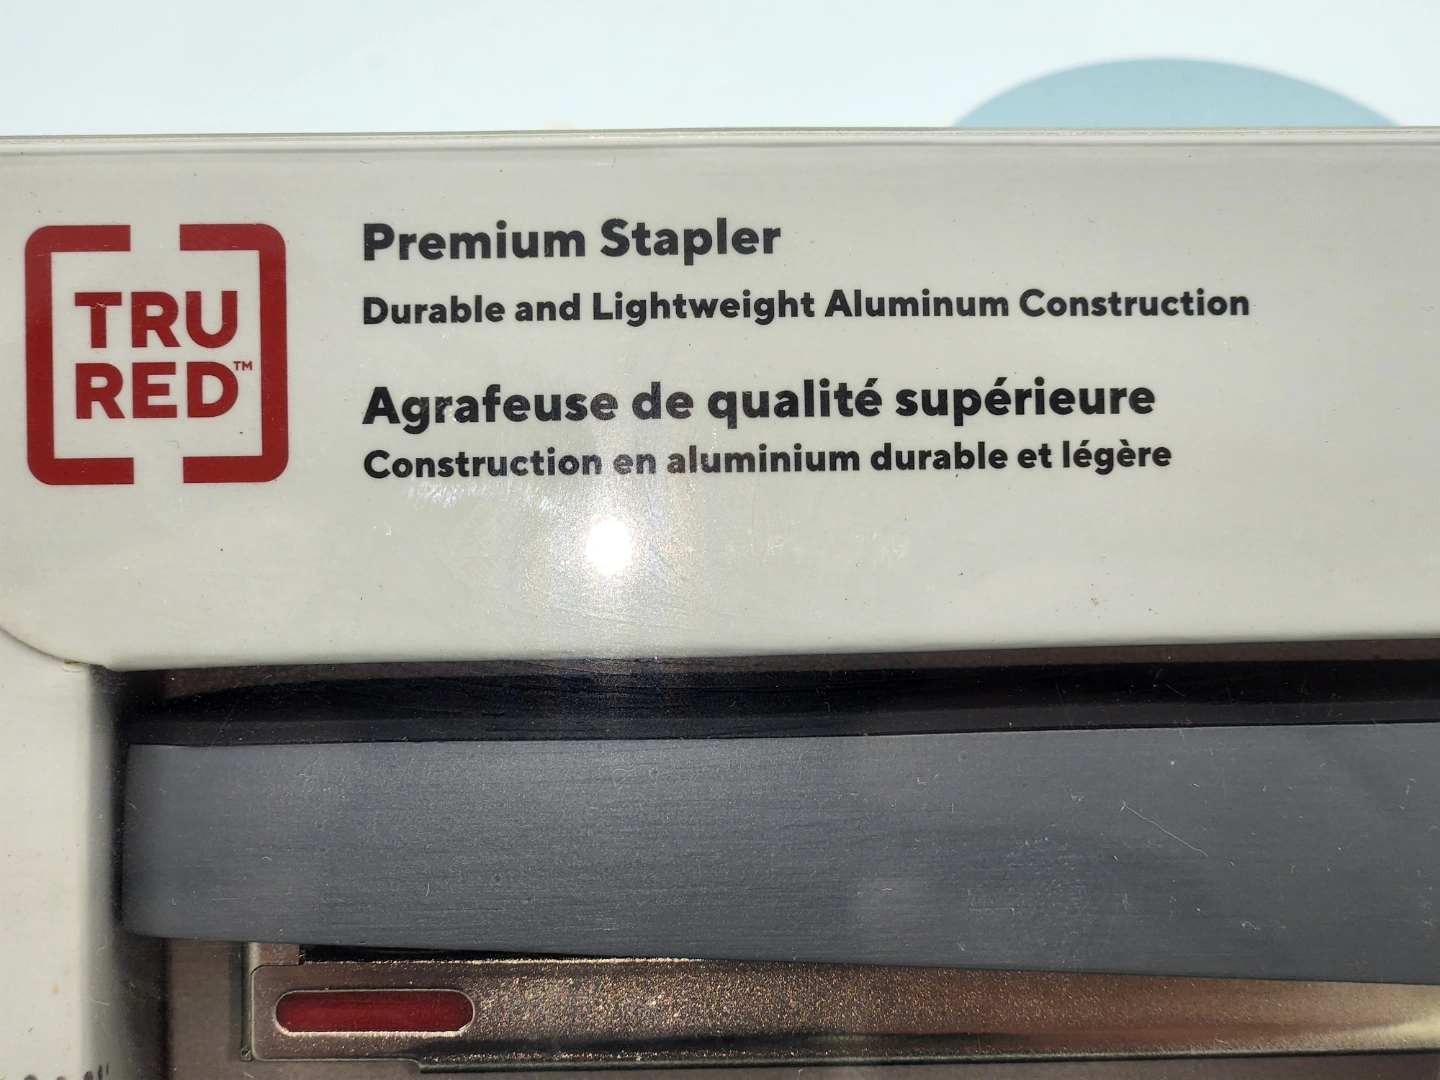 TRU
RED™
Premium Stapler
Durable and Lightweight Aluminum Construction
Agrafeuse de qualité supérieure
Construction en aluminium durable et légère